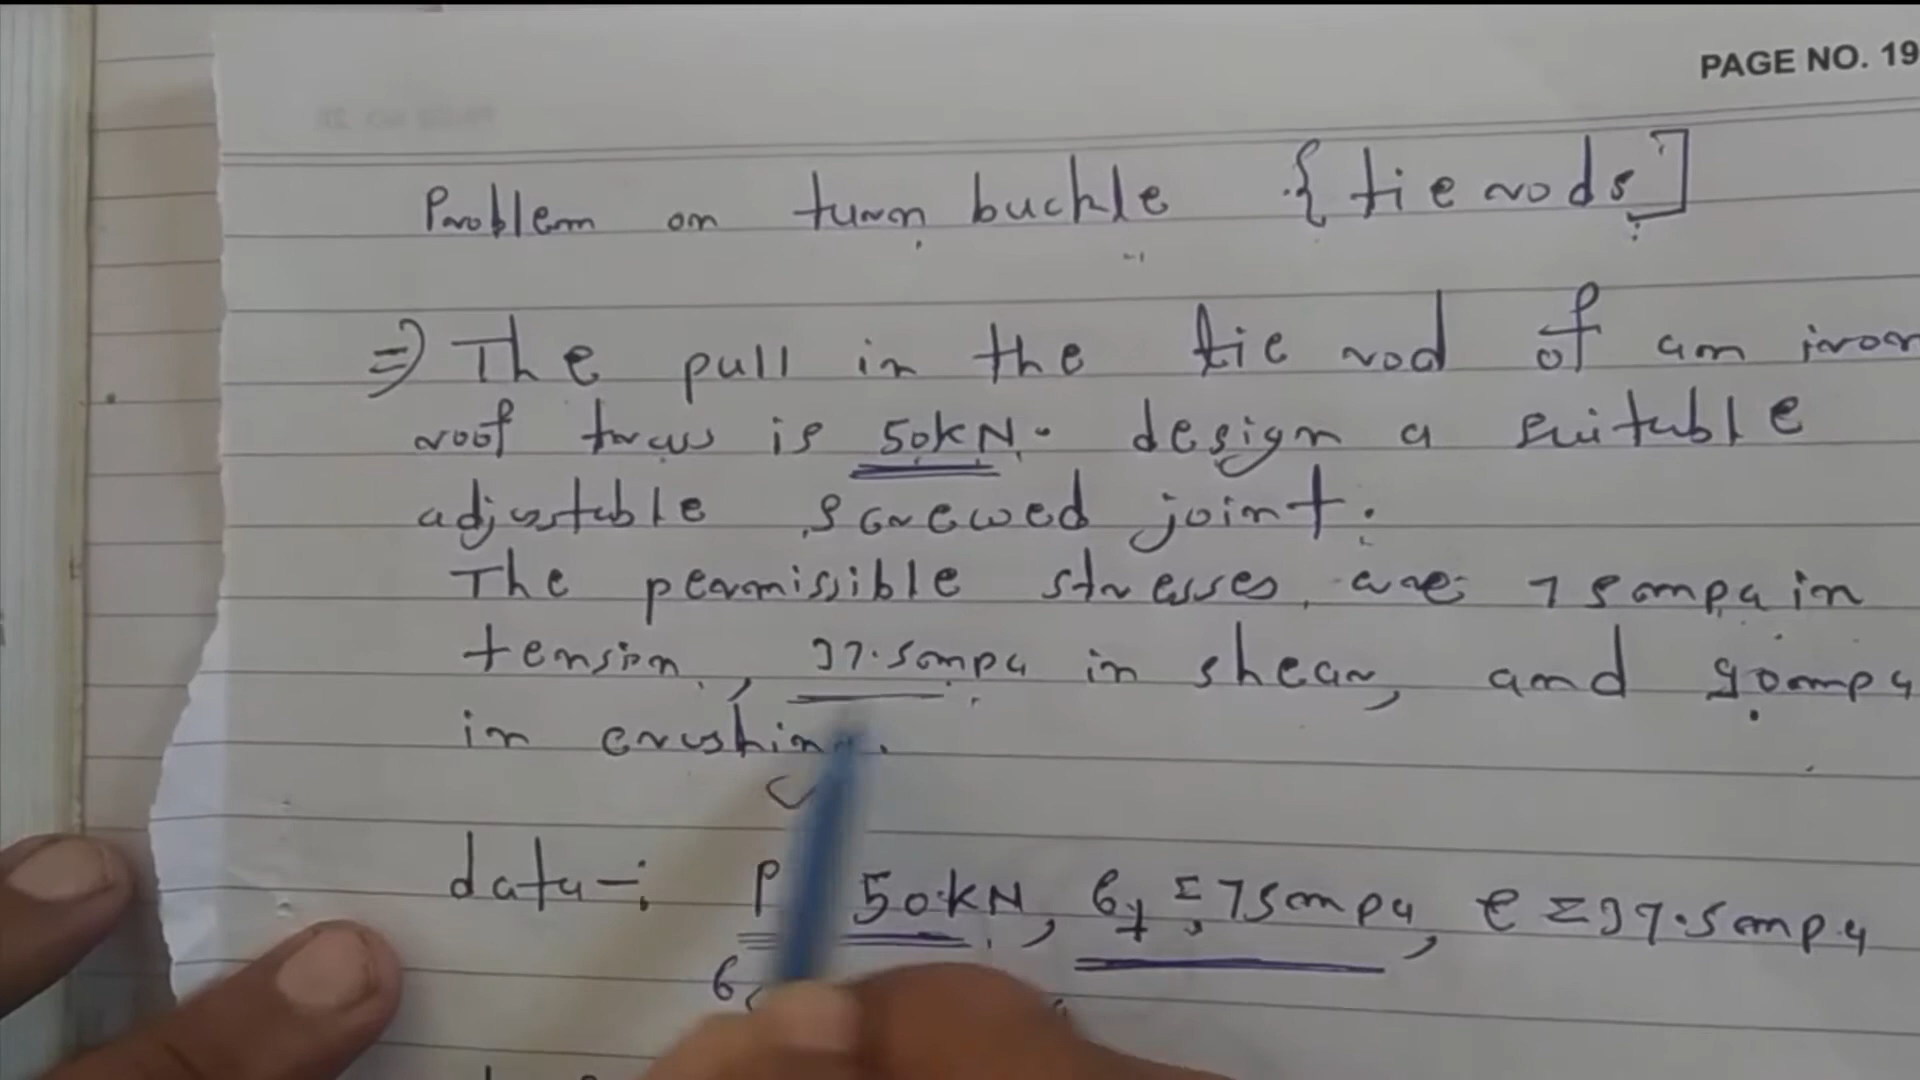 PAGE NO. 19
Problem on turn buckle {tie rods]
⇒ The pull in the tie rod of an iron
roof truss is 50kN. design a suitable
adjustable screwed joint.
The permissible stresses are 75mpa in
tension, 37.5mpa in shear, and 90mpa
in crushing.
data-: P 50kN, σt = 75mpa, τ = 37.5mpa
σc